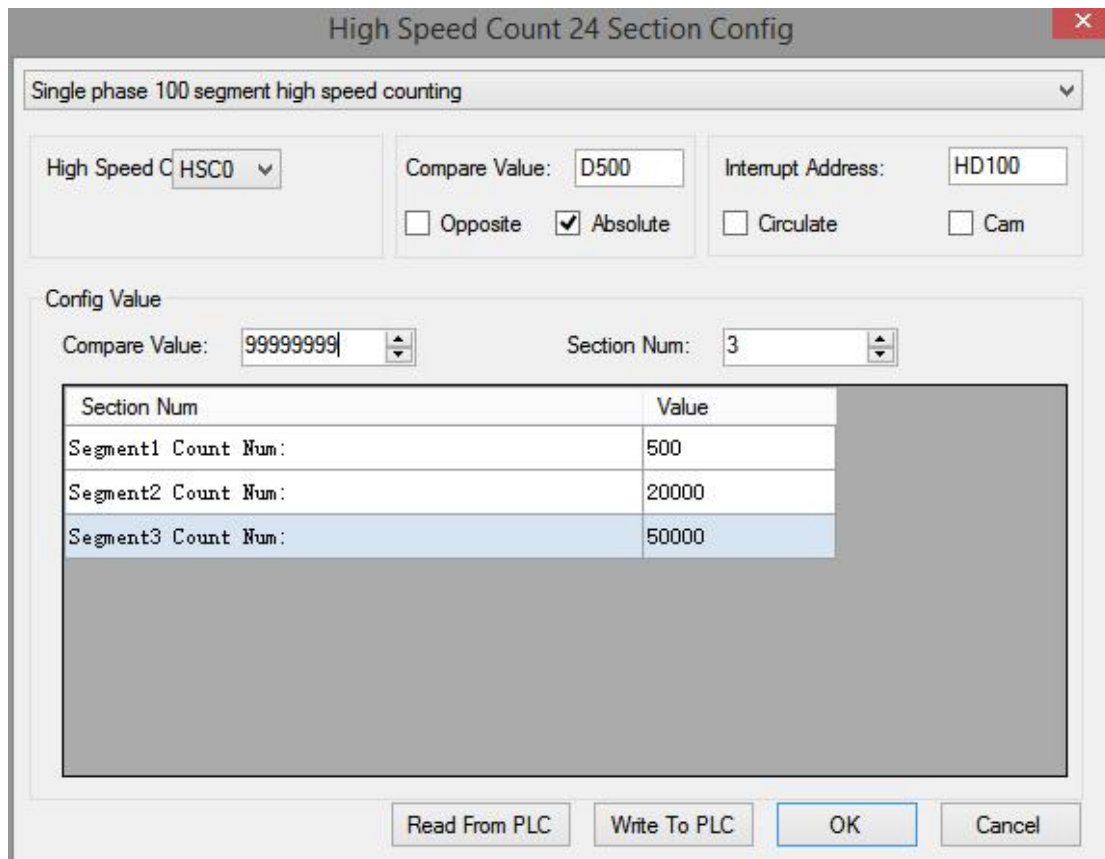 High Speed Count 24 Section Config
Single phase 100 segment high speed counting
High Speed C HSC0
Compare Value: D500
Interrupt Address: HD100
Opposite Absolute
Circulate Cam
Config Value
Compare Value: 99999999
Section Num: 3
Section Num Value
Segment1 Count Num: 500
Segment2 Count Num: 20000
Segment3 Count Num: 50000
Read From PLC Write To PLC OK Cancel